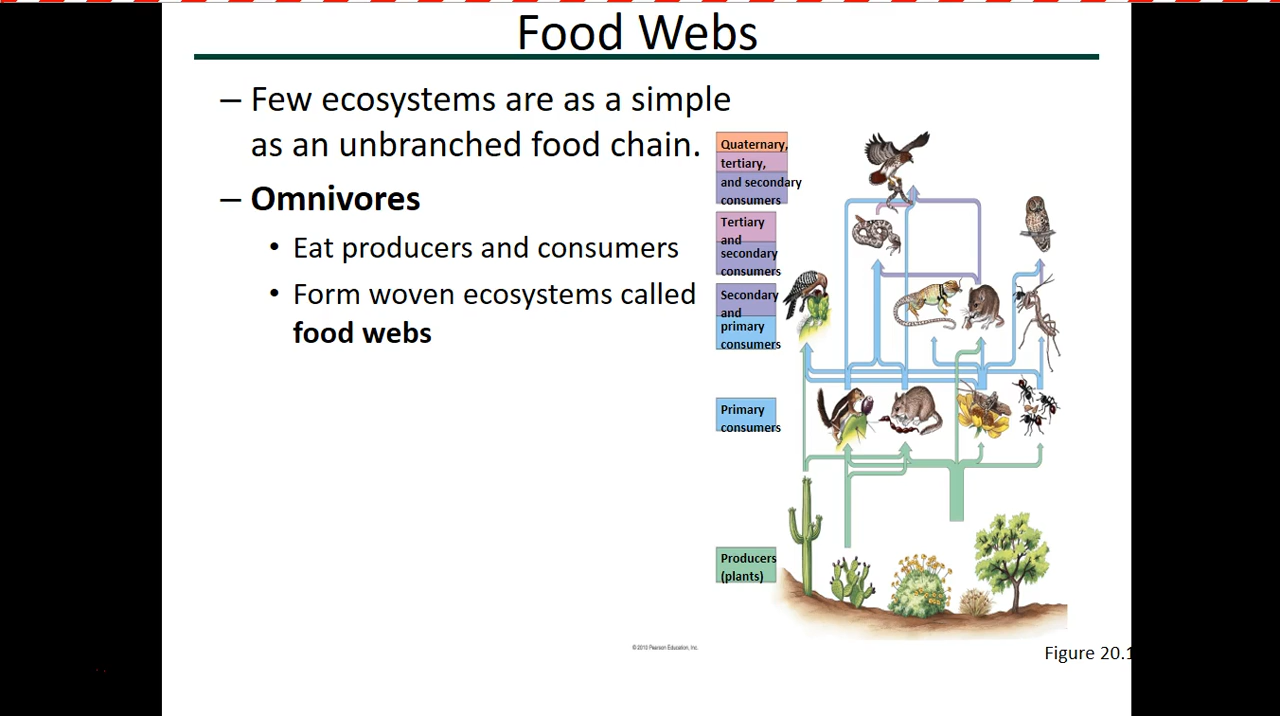 Food Webs
– Few ecosystems are as a simple
as an unbranched food chain.
– Omnivores
• Eat producers and consumers
• Form woven ecosystems called
food webs
Quaternary,
tertiary,
and secondary
consumers
Tertiary
and
secondary
consumers
Secondary
and
primary
consumers
Primary
consumers
Producers
(plants)
© 2010 Pearson Education, Inc.
Figure 20.1